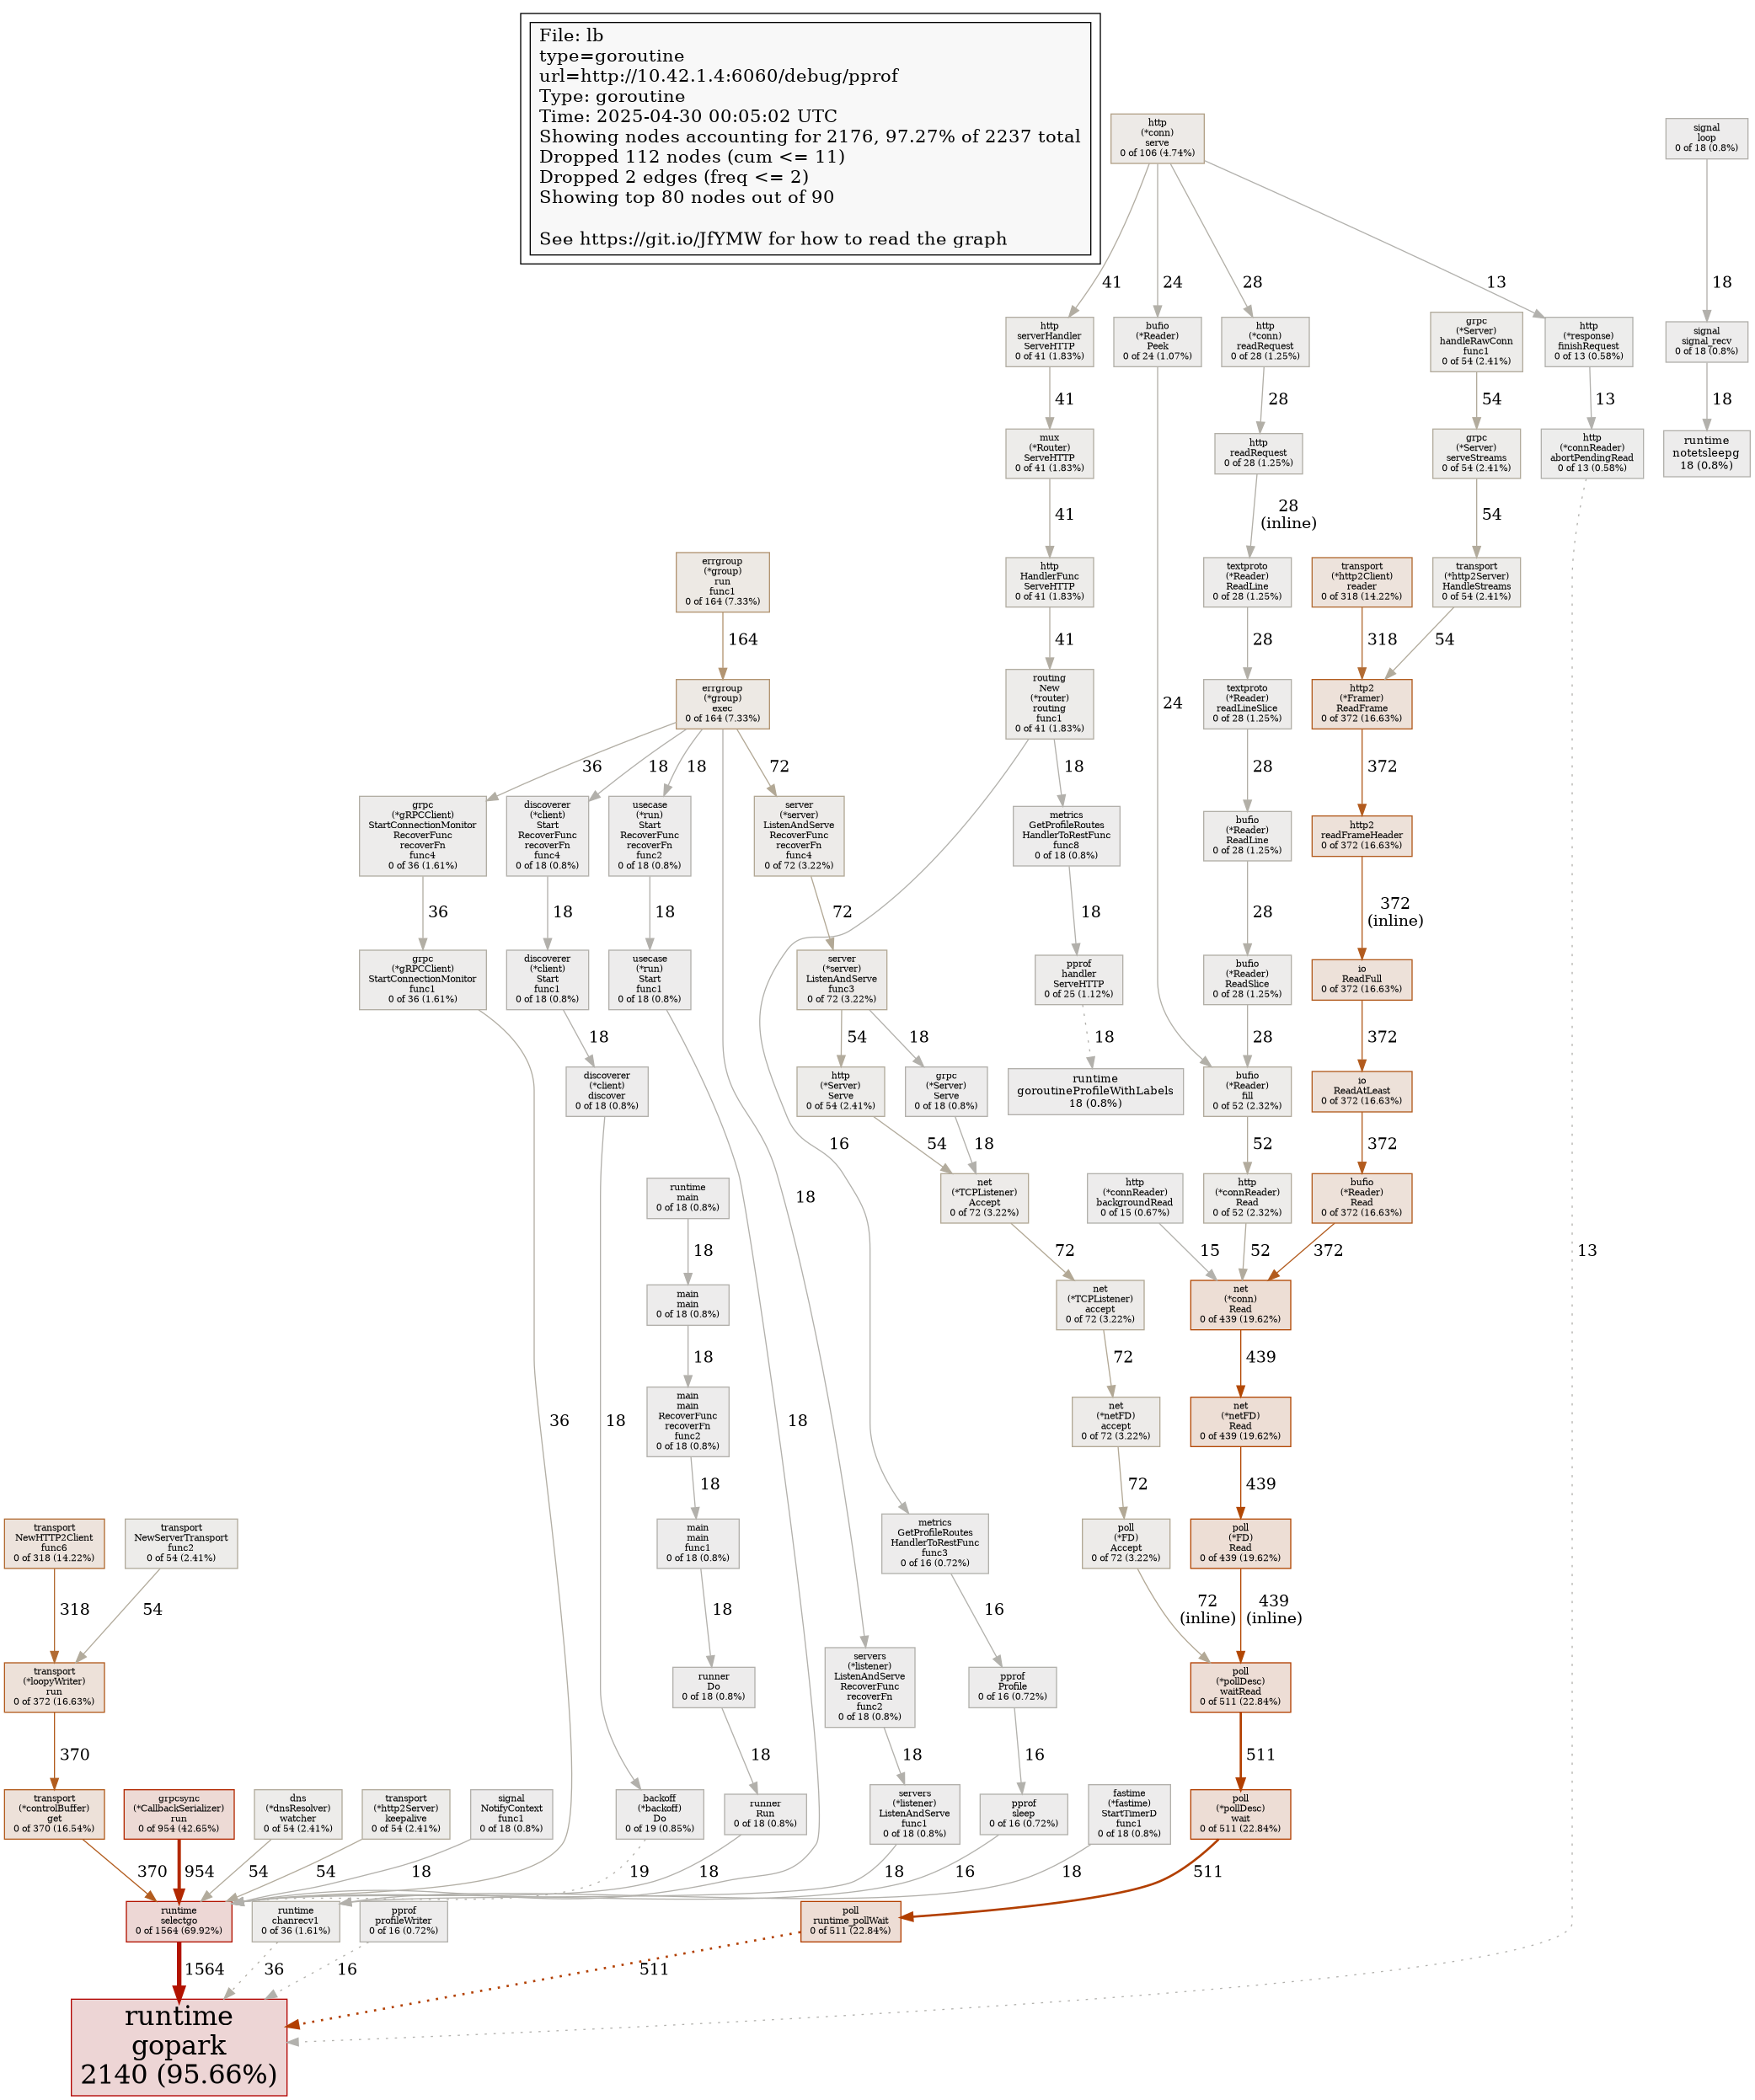 File: lb
type=goroutine
url=http://10.42.1.4:6060/debug/pprof
Type: goroutine
Time: 2025-04-30 00:05:02 UTC
Showing nodes accounting for 2176, 97.27% of 2237 total
Dropped 112 nodes (cum <= 11)
Dropped 2 edges (freq <= 2)
Showing top 80 nodes out of 90
See https://git.io/JfYMW for how to read the graph
http
(*conn)
serve
0 of 106 (4.74%)
signal
loop
0 of 18 (0.8%)
41
24
28
13
18
http
serverHandler
ServeHTTP
0 of 41 (1.83%)
bufio
(*Reader)
Peek
0 of 24 (1.07%)
http
(*conn)
readRequest
0 of 28 (1.25%)
grpc
(*Server)
handleRawConn
func1
0 of 54 (2.41%)
http
(*response)
finishRequest
0 of 13 (0.58%)
signal
signal_recv
0 of 18 (0.8%)
41
28
54
13
18
mux
(*Router)
ServeHTTP
0 of 41 (1.83%)
http
readRequest
0 of 28 (1.25%)
grpc
(*Server)
serveStreams
0 of 54 (2.41%)
http
(*connReader)
abortPendingRead
0 of 13 (0.58%)
runtime
notetsleepg
18 (0.8%)
41
28
(inline)
54
errgroup
(*group)
run
func1
0 of 164 (7.33%)
http
HandlerFunc
ServeHTTP
0 of 41 (1.83%)
textproto
(*Reader)
ReadLine
0 of 28 (1.25%)
transport
(*http2Client)
reader
0 of 318 (14.22%)
transport
(*http2Server)
HandleStreams
0 of 54 (2.41%)
164
41
28
318
54
errgroup
(*group)
exec
0 of 164 (7.33%)
routing
New
(*router)
routing
func1
0 of 41 (1.83%)
24
textproto
(*Reader)
readLineSlice
0 of 28 (1.25%)
http2
(*Framer)
ReadFrame
0 of 372 (16.63%)
36
18
18
72
18
28
372
grpc
(*gRPCClient)
StartConnectionMonitor
RecoverFunc
recoverFn
func4
0 of 36 (1.61%)
discoverer
(*client)
Start
RecoverFunc
recoverFn
func4
0 of 18 (0.8%)
usecase
(*run)
Start
RecoverFunc
recoverFn
func2
0 of 18 (0.8%)
server
(*server)
ListenAndServe
RecoverFunc
recoverFn
func4
0 of 72 (3.22%)
metrics
GetProfileRoutes
HandlerToRestFunc
func8
0 of 18 (0.8%)
bufio
(*Reader)
ReadLine
0 of 28 (1.25%)
http2
readFrameHeader
0 of 372 (16.63%)
36
18
18
72
18
28
372
(inline)
grpc
(*gRPCClient)
StartConnectionMonitor
func1
0 of 36 (1.61%)
discoverer
(*client)
Start
func1
0 of 18 (0.8%)
usecase
(*run)
Start
func1
0 of 18 (0.8%)
server
(*server)
ListenAndServe
func3
0 of 72 (3.22%)
pprof
handler
ServeHTTP
0 of 25 (1.12%)
bufio
(*Reader)
ReadSlice
0 of 28 (1.25%)
io
ReadFull
0 of 372 (16.63%)
18
54
18
18
28
372
discoverer
(*client)
discover
0 of 18 (0.8%)
http
(*Server)
Serve
0 of 54 (2.41%)
grpc
(*Server)
Serve
0 of 18 (0.8%)
runtime
goroutineProfileWithLabels
18 (0.8%)
bufio
(*Reader)
fill
0 of 52 (2.32%)
io
ReadAtLeast
0 of 372 (16.63%)
16
54
18
52
372
runtime
main
0 of 18 (0.8%)
18
net
(*TCPListener)
Accept
0 of 72 (3.22%)
http
(*connReader)
backgroundRead
0 of 15 (0.67%)
http
(*connReader)
Read
0 of 52 (2.32%)
bufio
(*Reader)
Read
0 of 372 (16.63%)
18
72
15
52
372
13
main
main
0 of 18 (0.8%)
net
(*TCPListener)
accept
0 of 72 (3.22%)
net
(*conn)
Read
0 of 439 (19.62%)
18
72
439
36
18
main
main
RecoverFunc
recoverFn
func2
0 of 18 (0.8%)
18
net
(*netFD)
accept
0 of 72 (3.22%)
net
(*netFD)
Read
0 of 439 (19.62%)
18
72
439
transport
NewHTTP2Client
func6
0 of 318 (14.22%)
transport
NewServerTransport
func2
0 of 54 (2.41%)
main
main
func1
0 of 18 (0.8%)
metrics
GetProfileRoutes
HandlerToRestFunc
func3
0 of 16 (0.72%)
poll
(*FD)
Accept
0 of 72 (3.22%)
poll
(*FD)
Read
0 of 439 (19.62%)
318
54
18
16
72
(inline)
439
(inline)
transport
(*loopyWriter)
run
0 of 372 (16.63%)
runner
Do
0 of 18 (0.8%)
servers
(*listener)
ListenAndServe
RecoverFunc
recoverFn
func2
0 of 18 (0.8%)
pprof
Profile
0 of 16 (0.72%)
poll
(*pollDesc)
waitRead
0 of 511 (22.84%)
370
18
18
16
511
transport
(*controlBuffer)
get
0 of 370 (16.54%)
grpcsync
(*CallbackSerializer)
run
0 of 954 (42.65%)
dns
(*dnsResolver)
watcher
0 of 54 (2.41%)
transport
(*http2Server)
keepalive
0 of 54 (2.41%)
signal
NotifyContext
func1
0 of 18 (0.8%)
backoff
(*backoff)
Do
0 of 19 (0.85%)
runner
Run
0 of 18 (0.8%)
servers
(*listener)
ListenAndServe
func1
0 of 18 (0.8%)
pprof
sleep
0 of 16 (0.72%)
fastime
(*fastime)
StartTimerD
func1
0 of 18 (0.8%)
poll
(*pollDesc)
wait
0 of 511 (22.84%)
370
954
54
54
18
19
18
18
16
18
511
runtime
selectgo
0 of 1564 (69.92%)
runtime
chanrecv1
0 of 36 (1.61%)
pprof
profileWriter
0 of 16 (0.72%)
poll
runtime_pollWait
0 of 511 (22.84%)
1564
36
16
511
runtime
gopark
2140 (95.66%)